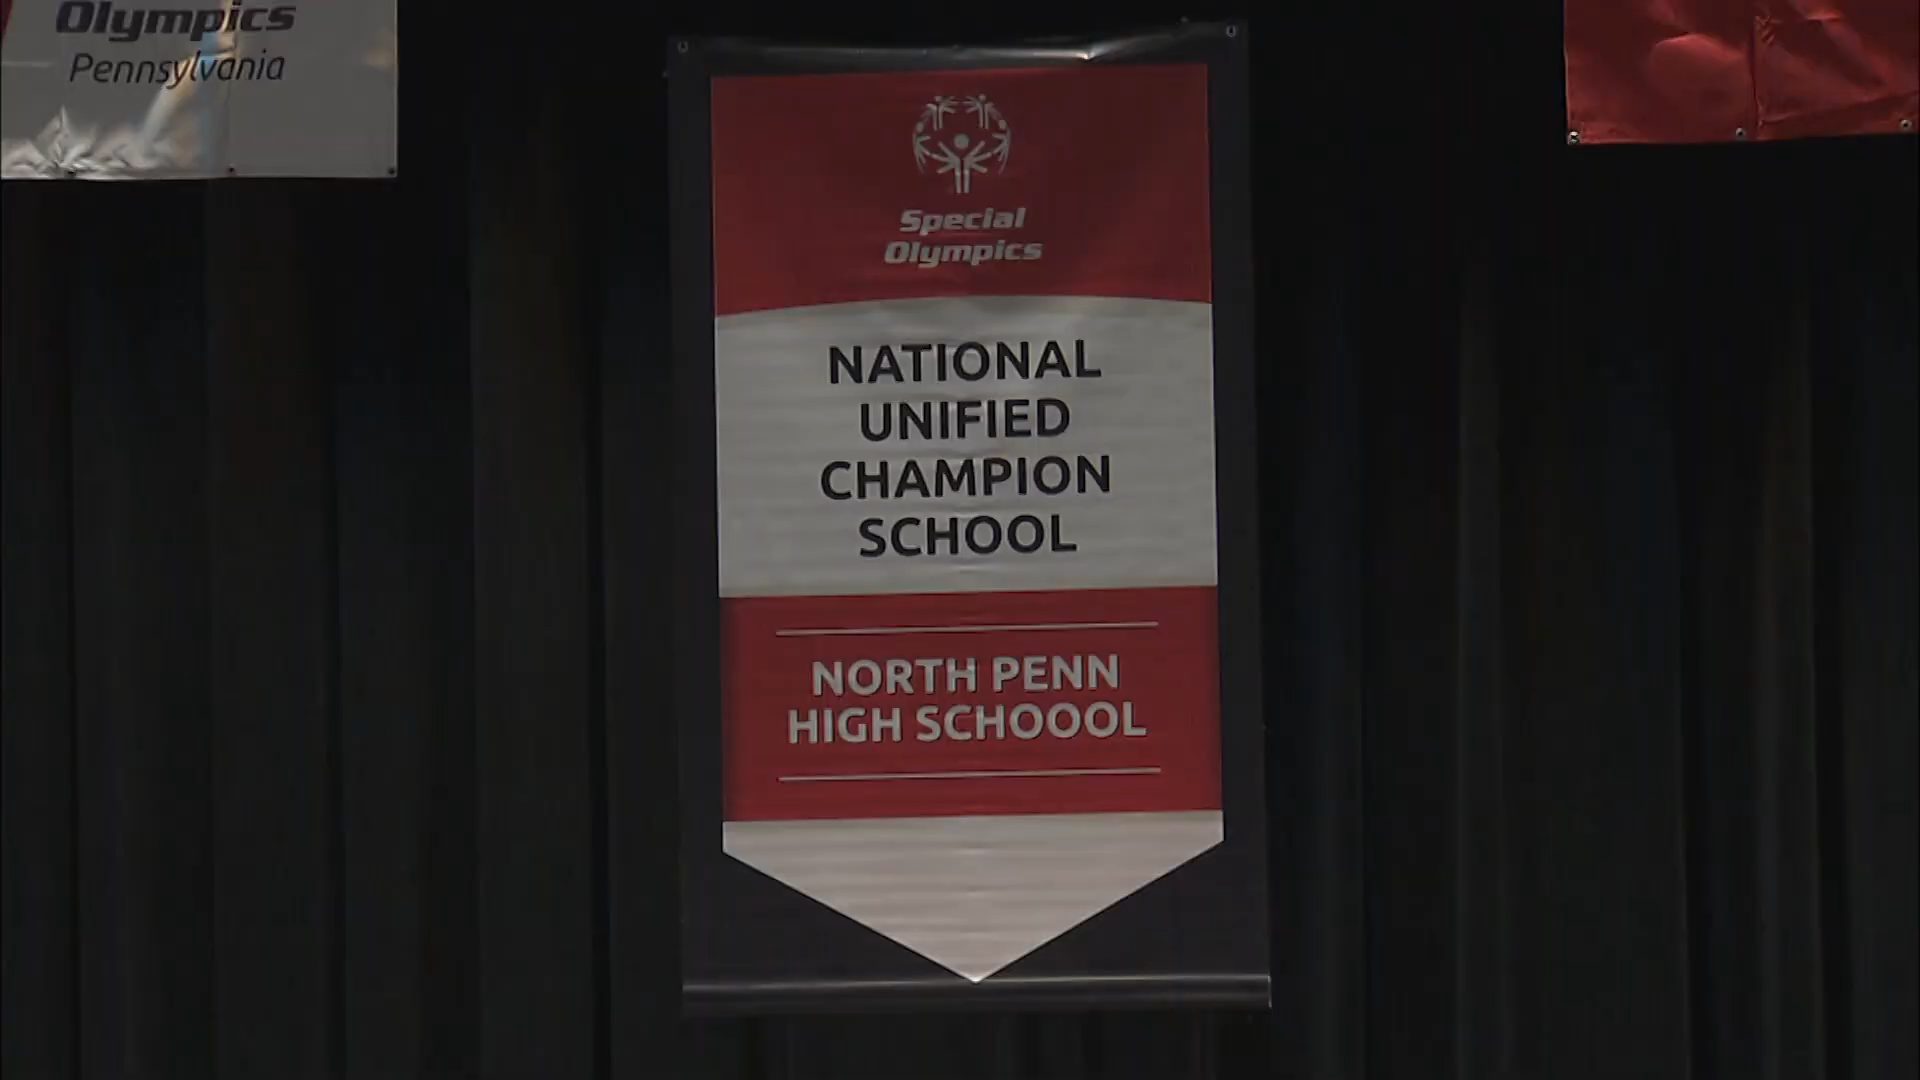 Olympics
Pennsylvania
Special
Olympics
NATIONAL
UNIFIED
CHAMPION
SCHOOL
NORTH PENN
HIGH SCHOOOL